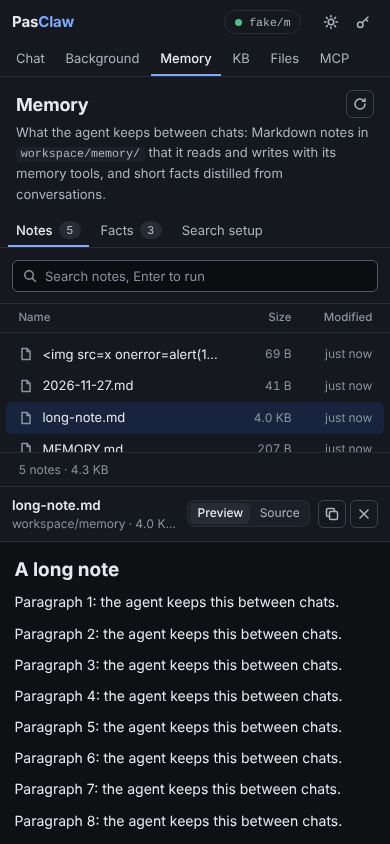 PasClaw
fake/m
Chat Background Memory KB Files MCP
Memory
What the agent keeps between chats: Markdown notes in
workspace/memory/ that it reads and writes with its
memory tools, and short facts distilled from
conversations.
Notes 5 Facts 3 Search setup
Search notes, Enter to run
Name Size Modified
<img src=x onerror=alert(1... 69 B just now
2026-11-27.md 41 B just now
long-note.md 4.0 KB just now
MEMORY.md 207 B just now
5 notes · 4.3 KB
long-note.md
workspace/memory · 4.0 K...
Preview Source
A long note
Paragraph 1: the agent keeps this between chats.
Paragraph 2: the agent keeps this between chats.
Paragraph 3: the agent keeps this between chats.
Paragraph 4: the agent keeps this between chats.
Paragraph 5: the agent keeps this between chats.
Paragraph 6: the agent keeps this between chats.
Paragraph 7: the agent keeps this between chats.
Paragraph 8: the agent keeps this between chats.